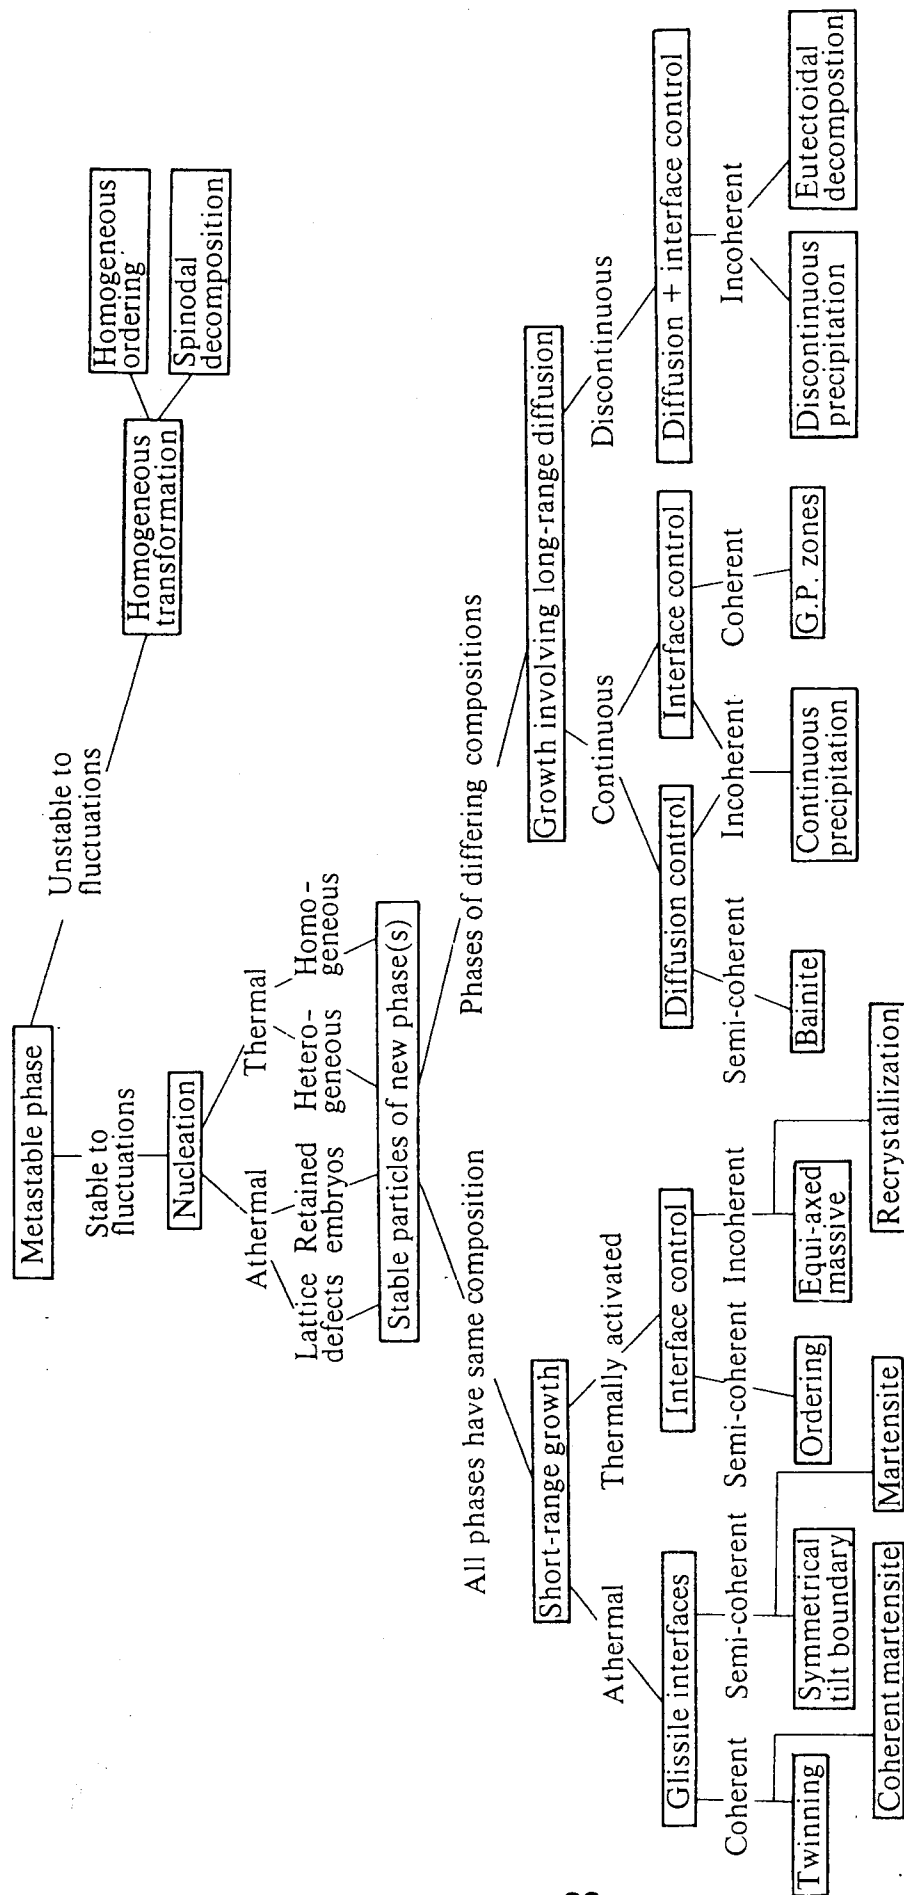 Metastable phase
Stable to
fluctuations
Unstable to
fluctuations
Nucleation
Homogeneous
transformation
Homogeneous
ordering
Spinodal
decomposition
Athermal
Thermal
Lattice
defects
Retained
embryos
Hetero-
geneous
Homo-
geneous
Stable particles of new phase(s)
All phases have same composition
Phases of differing compositions
Short-range growth
Growth involving long-range diffusion
Athermal
Thermally activated
Continuous
Discontinuous
Glissile interfaces
Interface control
Diffusion control
Interface control
Diffusion + interface control
Coherent
Semi-coherent
Semi-coherent
Incoherent
Semi-coherent
Incoherent
Coherent
Incoherent
Twinning
Symmetrical
tilt boundary
Ordering
Equi-axed
massive
Bainite
Continuous
precipitation
G.P. zones
Discontinuous
precipitation
Eutectoidal
decompostion
Coherent martensite
Martensite
Recrystallization